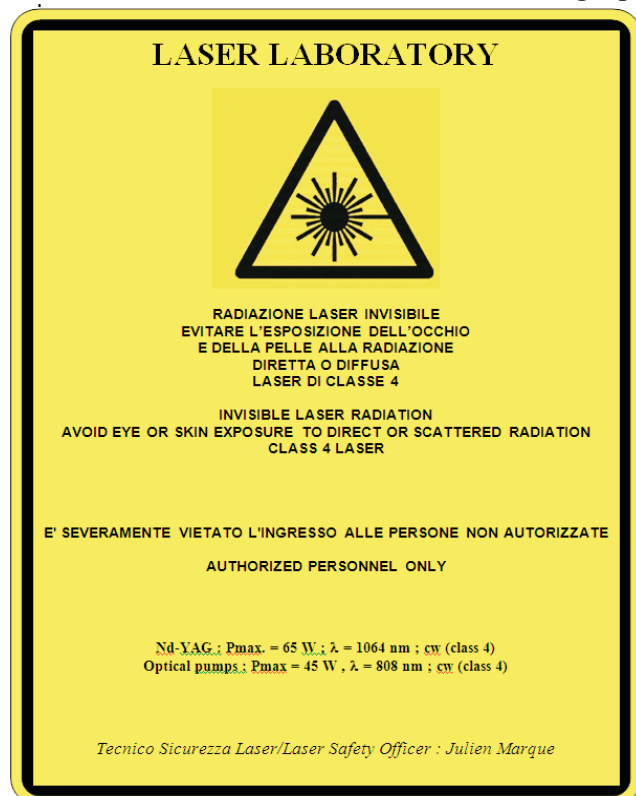 LASER LABORATORY
RADIAZIONE LASER INVISIBILE
EVITARE L'ESPOSIZIONE DELL'OCCHIO
E DELLA PELLE ALLA RADIAZIONE
DIRETTA O DIFFUSA
LASER DI CLASSE 4
INVISIBLE LASER RADIATION
AVOID EYE OR SKIN EXPOSURE TO DIRECT OR SCATTERED RADIATION
CLASS 4 LASER
E' SEVERAMENTE VIETATO L'INGRESSO ALLE PERSONE NON AUTORIZZATE
AUTHORIZED PERSONNEL ONLY
Nd-YAG : Pmax. = 65 W ; λ = 1064 nm ; cw (class 4)
Optical pumps : Pmax = 45 W , λ = 808 nm ; cw (class 4)
Tecnico Sicurezza Laser/Laser Safety Officer : Julien Marque